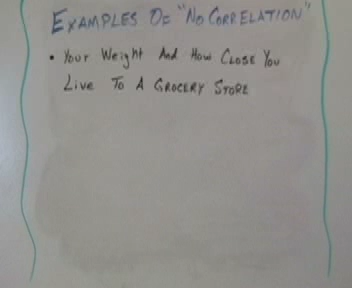 EXAMPLES OF "NO CORRELATION"
• Your Weight And How CLOSE You
Live To A GROCERY STORE